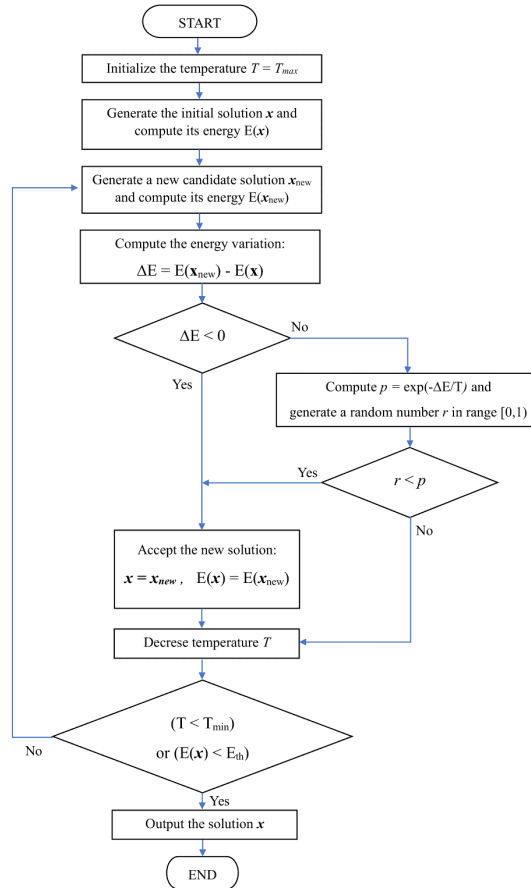 START
Initialize the temperature T = Tmax
Generate the initial solution x and
compute its energy E(x)
Generate a new candidate solution xnew
and compute its energy E(xnew)
Compute the energy variation:
ΔE = E(xnew) - E(x)
ΔE < 0
No
Yes
Compute p = exp(-ΔE/T) and
generate a random number r in range [0,1)
Yes
r < p
No
Accept the new solution:
x = xnew , E(x) = E(xnew)
Decrese temperature T
(T < Tmin)
or (E(x) < Eth)
No
Yes
Output the solution x
END